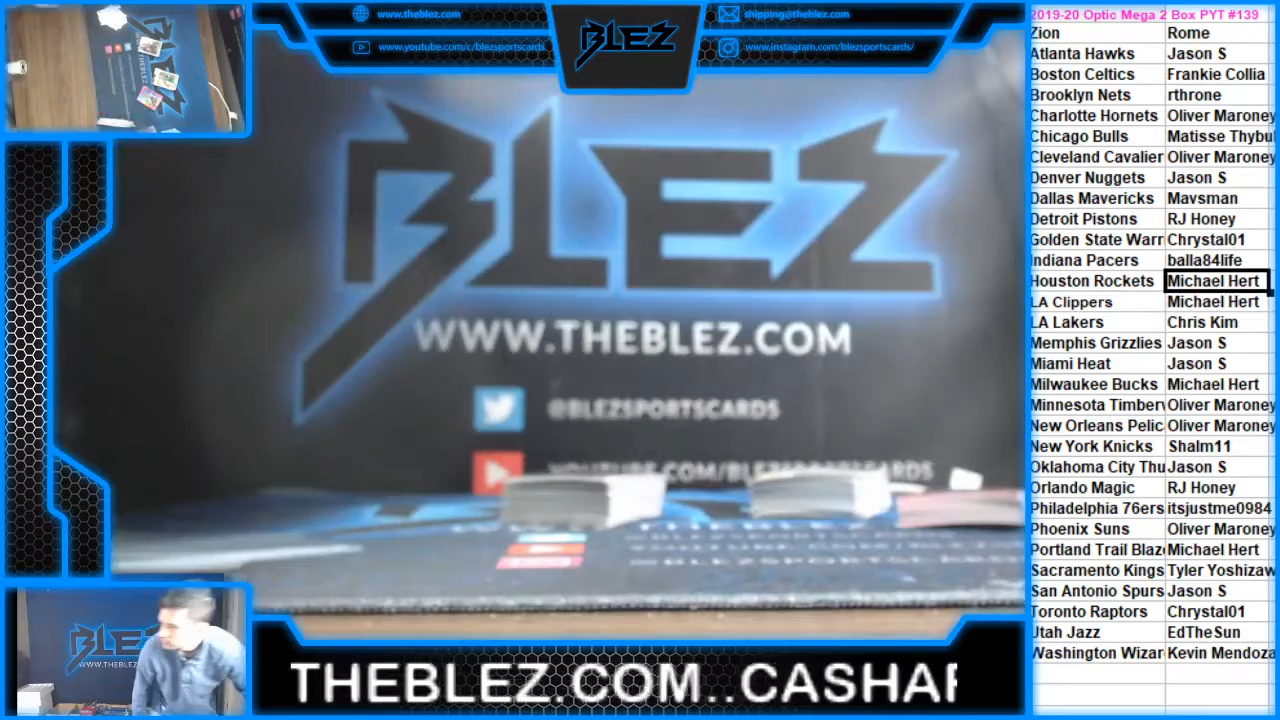 www.theblez.com
shipping@theblez.com
www.youtube.com/c/blezsportscards
www.instagram.com/blezsportscards/
BLEZ
BLEZ
WWW.THEBLEZ.COM
@BLEZSPORTSCARDS
YOUTUBE.COM/BLEZSPORTSCARDS
BLEZ
THEBLEZ.COM..CASHAR
2019-20 Optic Mega 2 Box PYT #139
Zion Rome
Atlanta Hawks Jason S
Boston Celtics Frankie Collia
Brooklyn Nets rthrone
Charlotte Hornets Oliver Maroney
Chicago Bulls Matisse Thybu
Cleveland Cavalier Oliver Maroney
Denver Nuggets Jason S
Dallas Mavericks Mavsman
Detroit Pistons RJ Honey
Golden State Warr Chrystal01
Indiana Pacers balla84life
Houston Rockets Michael Hert
LA Clippers Michael Hert
LA Lakers Chris Kim
Memphis Grizzlies Jason S
Miami Heat Jason S
Milwaukee Bucks Michael Hert
Minnesota Timberv Oliver Maroney
New Orleans Pelic Oliver Maroney
New York Knicks Shalm11
Oklahoma City Thu Jason S
Orlando Magic RJ Honey
Philadelphia 76ers itsjustme0984
Phoenix Suns Oliver Maroney
Portland Trail Blaz Michael Hert
Sacramento Kings Tyler Yoshizaw
San Antonio Spurs Jason S
Toronto Raptors Chrystal01
Utah Jazz EdTheSun
Washington Wizar Kevin Mendoza